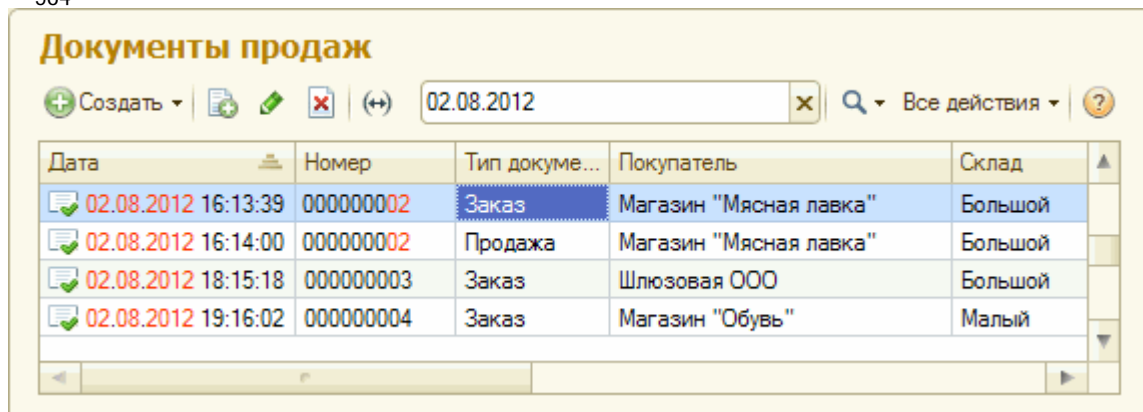 Документы продаж
Создать 02.08.2012 Все действия
Дата Номер Тип докуме... Покупатель Склад
02.08.2012 16:13:39 000000002 Заказ Магазин "Мясная лавка" Большой
02.08.2012 16:14:00 000000002 Продажа Магазин "Мясная лавка" Большой
02.08.2012 18:15:18 000000003 Заказ Шлюзовая ООО Большой
02.08.2012 19:16:02 000000004 Заказ Магазин "Обувь" Малый